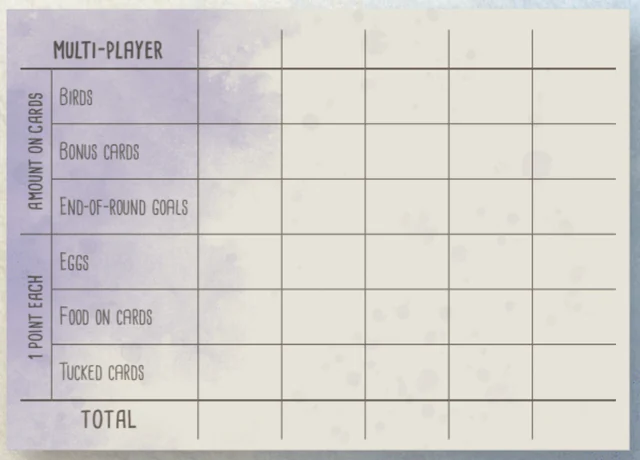 MULTI-PLAYER
AMOUNT ON CARDS
BIRDS
BONUS CARDS
END-OF-ROUND GOALS
1 POINT EACH
EGGS
FOOD ON CARDS
TUCKED CARDS
TOTAL